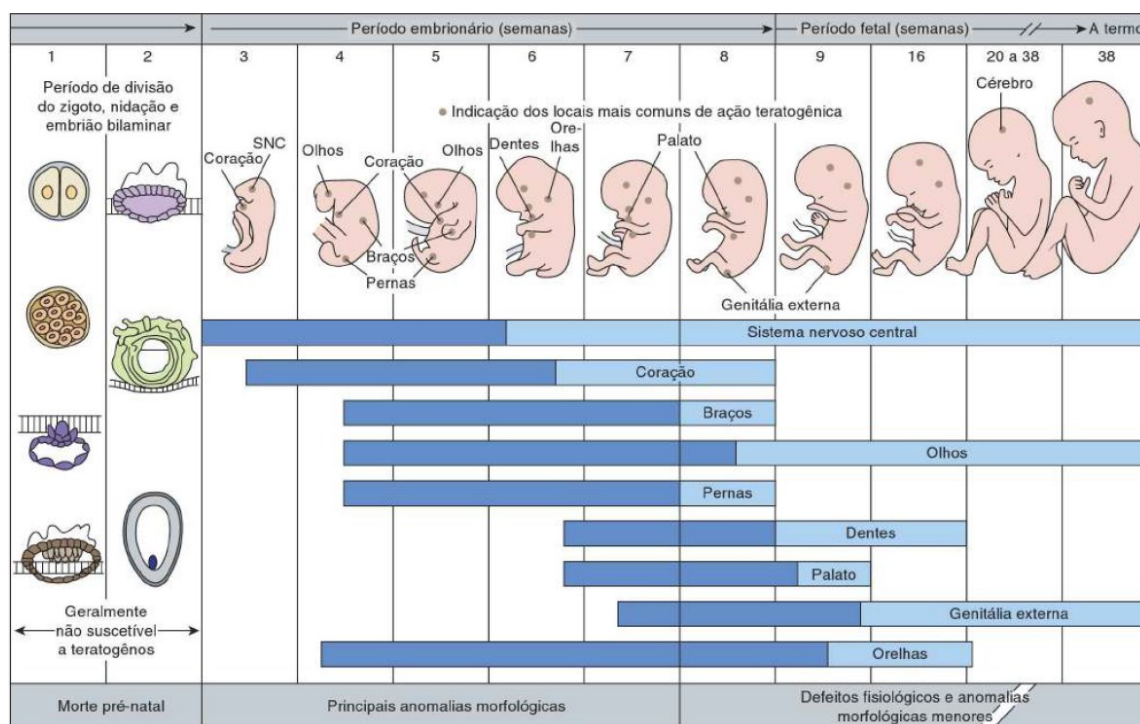 Período embrionário (semanas)
Período fetal (semanas)
A termo
1
2
3
4
5
6
7
8
9
16
20 a 38
38
Período de divisão
do zigoto, nidação e
embrião bilaminar
Indicação dos locais mais comuns de ação teratogênica
Cérebro
SNC
Coração
Olhos
Coração
Olhos
Dentes
Ore-
lhas
Palato
Braços
Pernas
Genitália externa
Sistema nervoso central
Coração
Braços
Olhos
Pernas
Dentes
Palato
Genitália externa
Orelhas
Geralmente
não suscetível
a teratogênos
Morte pré-natal
Principais anomalias morfológicas
Defeitos fisiológicos e anomalias
morfológicas menores